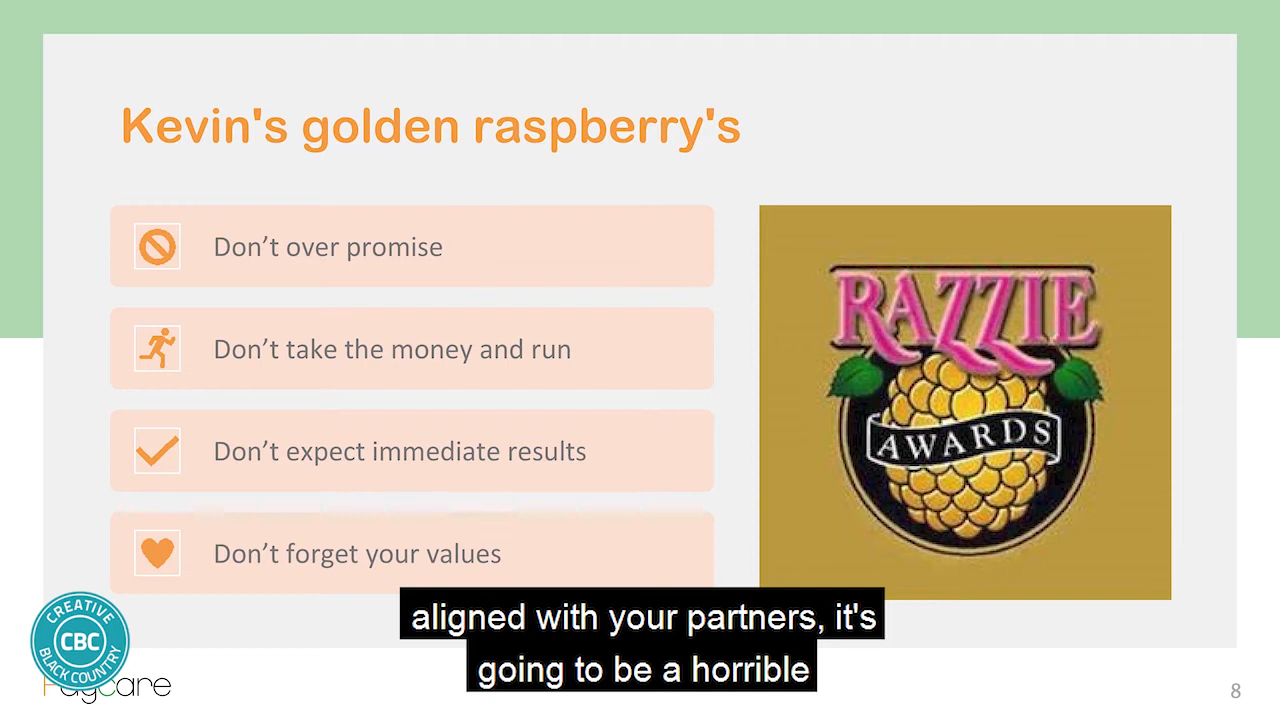 Kevin's golden raspberry's
Don’t over promise
Don’t take the money and run
Don’t expect immediate results
Don’t forget your values
RAZZIE
AWARDS
aligned with your partners, it's
going to be a horrible
CREATIVE
CBC
BLACK COUNTRY
Paycare
8